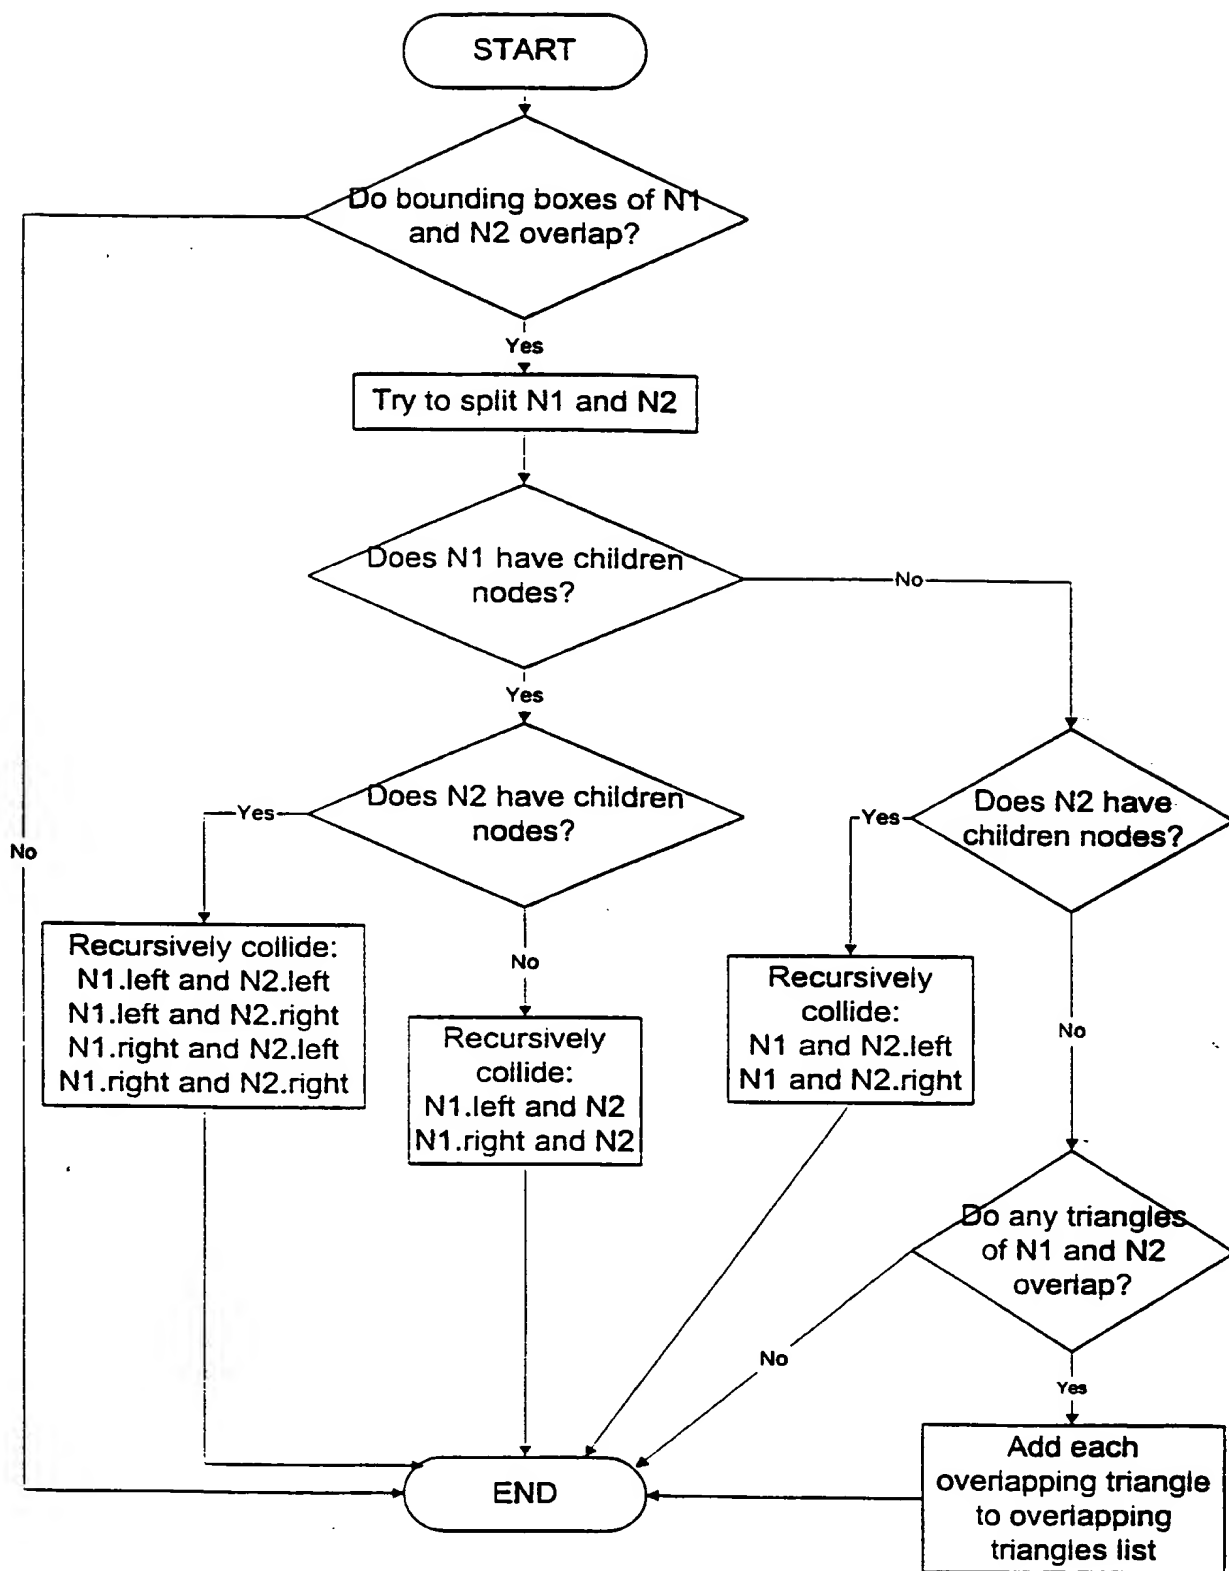 START
Do bounding boxes of N1
and N2 overlap?
Yes
Try to split N1 and N2
Does N1 have children
nodes?
No
Yes
Does N2 have children
nodes?
Yes
No
Does N2 have
children nodes?
Yes
No
No
Recursively collide:
N1.left and N2.left
N1.left and N2.right
N1.right and N2.left
N1.right and N2.right
Recursively
collide:
N1.left and N2
N1.right and N2
Recursively
collide:
N1 and N2.left
N1 and N2.right
Do any triangles
of N1 and N2
overlap?
No
Yes
Add each
overlapping triangle
to overlapping
triangles list
END